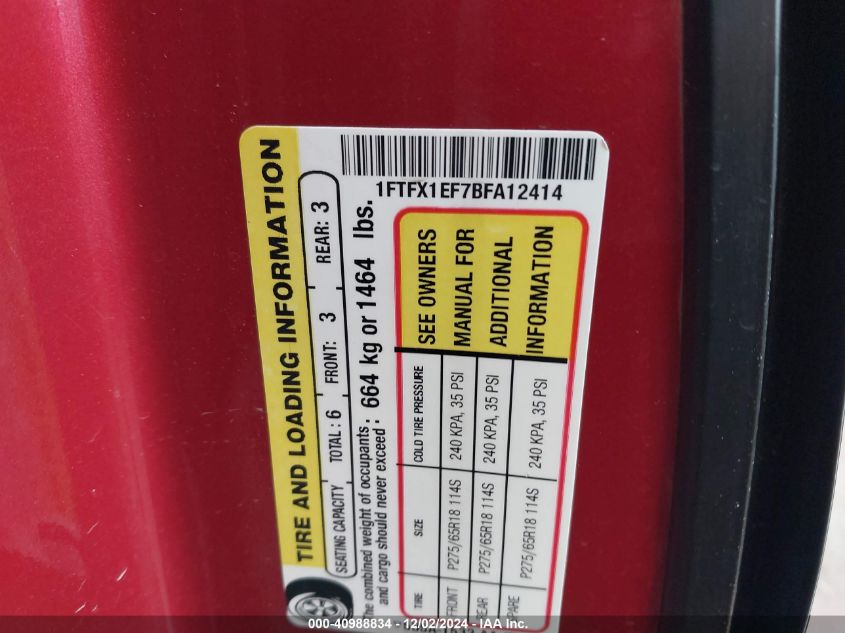 1FTFX1EF7BFA12414
TIRE AND LOADING INFORMATION
SEATING CAPACITY TOTAL: 6 FRONT: 3 REAR: 3
he combined weight of occupants : 664 kg or 1464 lbs.
and cargo should never exceed :
TIRE SIZE COLD TIRE PRESSURE SEE OWNERS
FRONT P275/65R18 114S 240 KPA, 35 PSI MANUAL FOR
REAR P275/65R18 114S 240 KPA, 35 PSI ADDITIONAL
PARE P275/65R18 114S 240 KPA, 35 PSI INFORMATION
000-40988834 - 12/02/2024 - IAA Inc.